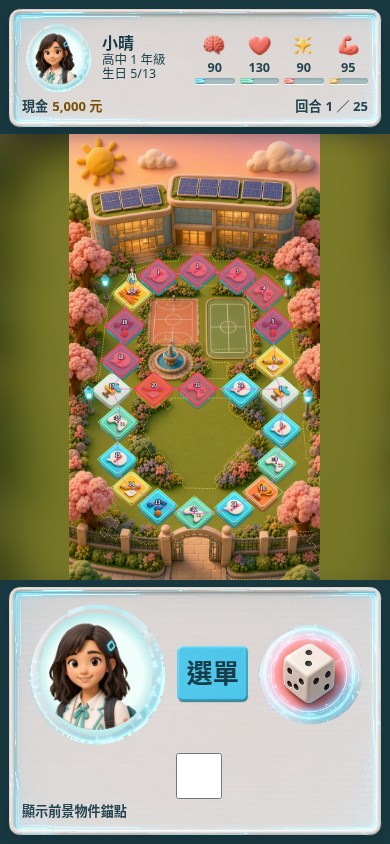 小晴
高中 1 年級
生日 5/13
90
130
90
95
現金 5,000 元
回合 1 ／ 25
選單
顯示前景物件錨點